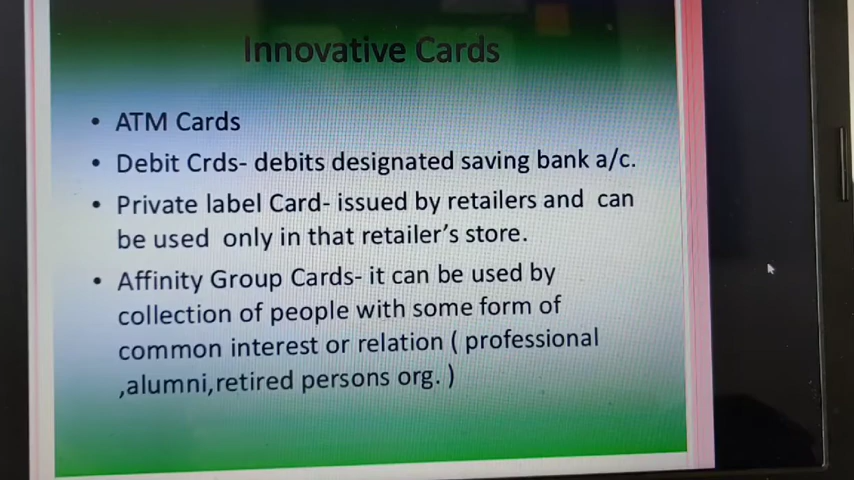 Innovative Cards
• ATM Cards
• Debit Crds- debits designated saving bank a/c.
• Private label Card- issued by retailers and can
be used only in that retailer's store.
• Affinity Group Cards- it can be used by
collection of people with some form of
common interest or relation ( professional
,alumni,retired persons org. )